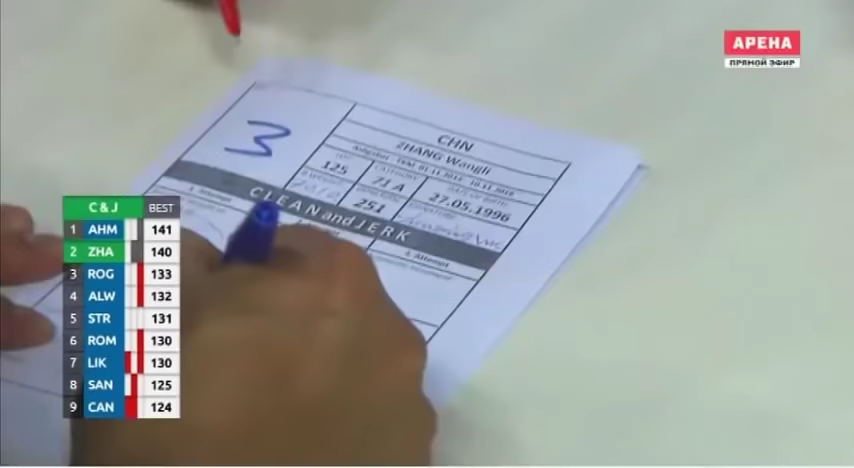 АРЕНА
ПРЯМОЙ ЭФИР
CHN
ZHANG Wangli
3
125
71 A
27.05.1996
251
CLEAN and JERK
C & J BEST
1 AHM 141
2 ZHA 140
3 ROG 133
4 ALW 132
5 STR 131
6 ROM 130
7 LIK 130
8 SAN 125
9 CAN 124